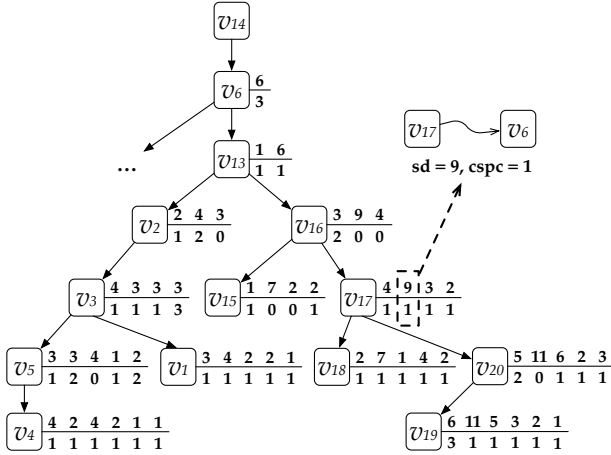 v14
v6 6
3
v13 1 6
1 1
v17 v6
sd = 9, cspc = 1
...
v2 2 4 3
1 2 0
v16 3 9 4
2 0 0
v3 4 3 3 3
1 1 1 3
v15 1 7 2 2
1 0 0 1
v17 4 9 3 2
1 1 1 1
v5 3 3 4 1 2
1 2 0 1 2
v1 3 4 2 2 1
1 1 1 1 1
v18 2 7 1 4 2
1 1 1 1 1
v20 5 11 6 2 3
2 0 1 1 1
v4 4 2 4 2 1 1
1 1 1 1 1 1
v19 6 11 5 3 2 1
3 1 1 1 1 1